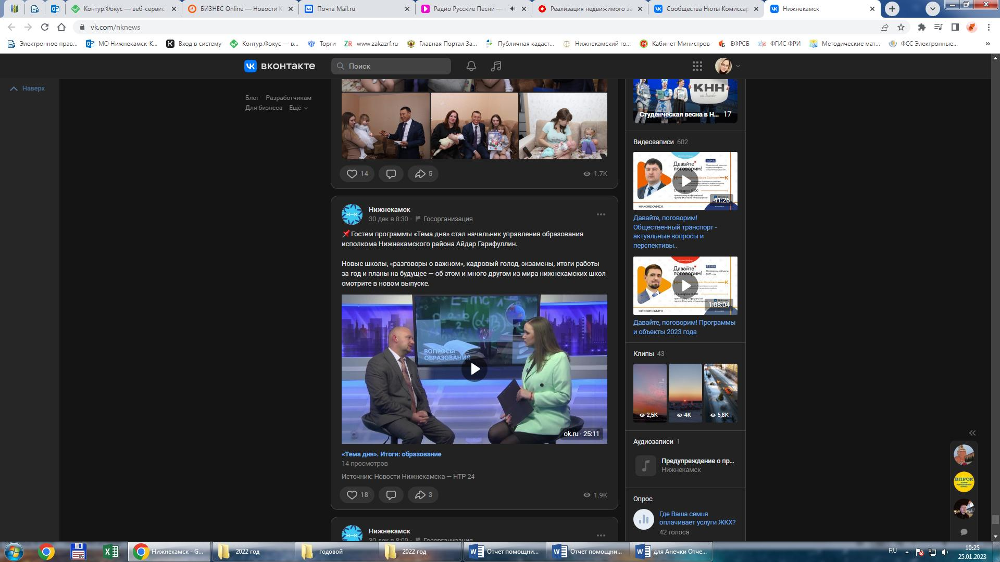 Контур.Фокус — веб-сервис
БИЗНЕС Online — Новости К
Почта Mail.ru
Радио Русские Песни —
Реализация недвижимого за
Сообщества Нюты Комиссар
Нижнекамск
vk.com/nknews
Электронное прав...
МО Нижнекамск-К...
Вход в систему
Контур.Фокус — в...
Торги
ZR www.zakazrf.ru
Главная Портал За...
Публичная кадаст...
Нижнекамский го...
Кабинет Министров
ЕФРСБ
ФГИС ФРИ
Методические мат...
ФСС Электронные...
»
ВКОНТАКТЕ
Поиск
Наверх
Блог Разработчикам
Для бизнеса Ещё
14
5
1.7K
Нижнекамск
30 дек в 8:30 · Госорганизация
Гостем программы «Тема дня» стал начальник управления образования
исполкома Нижнекамского района Айдар Гарифуллин.
Новые школы, «разговоры о важном», кадровый голод, экзамены, итоги работы
за год и планы на будущее — об этом и много другом из мира нижнекамских школ
смотрите в новом выпуске.
ВОПРОСЫ
ОБРАЗОВАНИЯ
ok.ru · 25:11
«Тема дня». Итоги: образование
14 просмотров
Источник: Новости Нижнекамска — НТР 24
18
3
1.9K
Нижнекамск
30 дек в 8:00 · Госорганизация
КНН
Студенческая весна в Н... 17
Видеозаписи 602
Давайте
поговорим!
ТЕМА
17 января в 14:00
НИЖНЕКАМСК
41:26
Давайте, поговорим!
Общественный транспорт -
актуальные вопросы и
перспективы..
Давайте
поговорим!
ТЕМА
НИЖНЕКАМСК
1:08:04
Давайте, поговорим! Программы
и объекты 2023 года
Клипы 43
2,5K
4K
5,8K
Аудиозаписи 1
Предупреждение о пр...
Нижнекамск
Опрос
Где Ваша семья
оплачивает услуги ЖКХ?
42 голоса
ВПРОК
Нижнекамск - G...
2022 год
годовой
2022 год
Отчет помощни...
Отчет помощни...
для Анечки Отче...
RU
10:25
25.01.2023